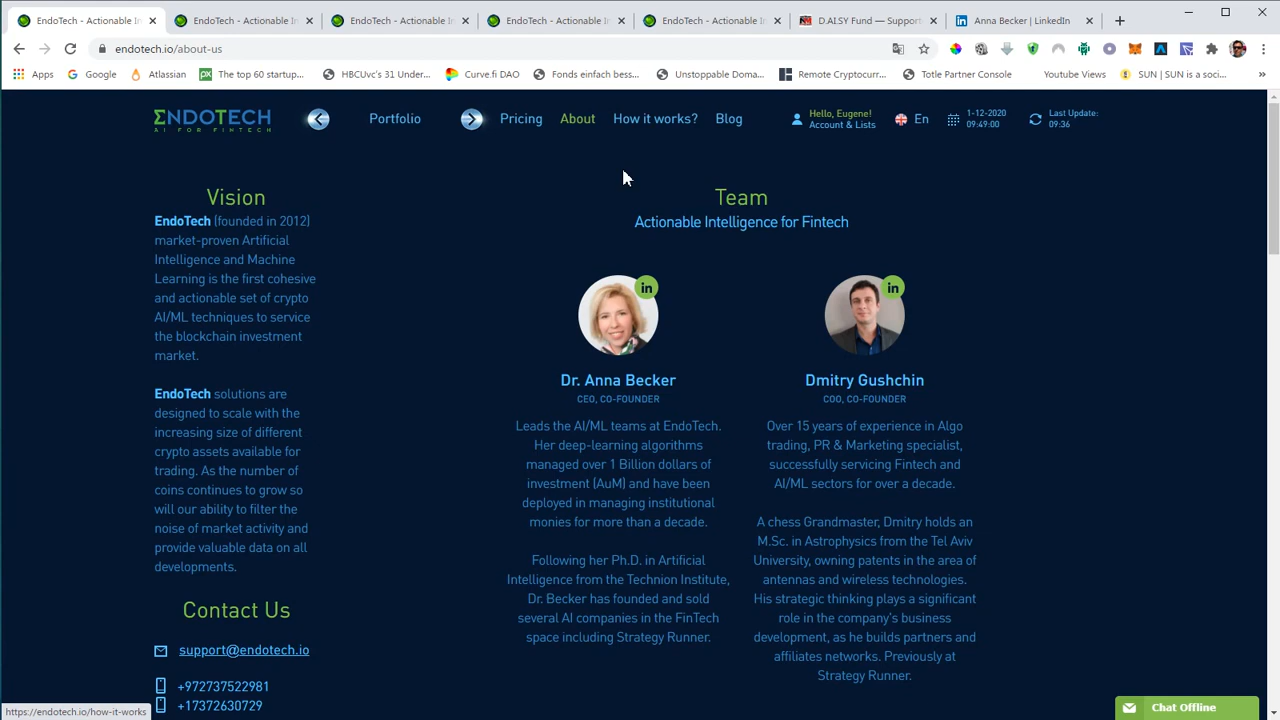 EndoTech - Actionable In
EndoTech - Actionable In
EndoTech - Actionable In
EndoTech - Actionable In
EndoTech - Actionable In
D.AI.SY Fund — Support
Anna Becker | LinkedIn
endotech.io/about-us
Apps
Google
Atlassian
The top 60 startup...
HBCUvc's 31 Under...
Curve.fi DAO
Fonds einfach bess...
Unstoppable Doma...
Remote Cryptocurr...
Totle Partner Console
Youtube Views
SUN | SUN is a soci...
ENDOTECH
AI FOR FINTECH
Portfolio
Pricing
About
How it works?
Blog
Hello, Eugene!
Account & Lists
En
1-12-2020
09:49:00
Last Update:
09:36
Vision
EndoTech (founded in 2012)
market-proven Artificial
Intelligence and Machine
Learning is the first cohesive
and actionable set of crypto
AI/ML techniques to service
the blockchain investment
market.
EndoTech solutions are
designed to scale with the
increasing size of different
crypto assets available for
trading. As the number of
coins continues to grow so
will our ability to filter the
noise of market activity and
provide valuable data on all
developments.
Contact Us
support@endotech.io
+972737522981
+17372630729
Team
Actionable Intelligence for Fintech
in
Dr. Anna Becker
CEO, CO-FOUNDER
Leads the AI/ML teams at EndoTech.
Her deep-learning algorithms
managed over 1 Billion dollars of
investment (AuM) and have been
deployed in managing institutional
monies for more than a decade.
Following her Ph.D. in Artificial
Intelligence from the Technion Institute,
Dr. Becker has founded and sold
several AI companies in the FinTech
space including Strategy Runner.
in
Dmitry Gushchin
COO, CO-FOUNDER
Over 15 years of experience in Algo
trading, PR & Marketing specialist,
successfully servicing Fintech and
AI/ML sectors for over a decade.
A chess Grandmaster, Dmitry holds an
M.Sc. in Astrophysics from the Tel Aviv
University, owning patents in the area of
antennas and wireless technologies.
His strategic thinking plays a significant
role in the company's business
development, as he builds partners and
affiliates networks. Previously at
Strategy Runner.
https://endotech.io/how-it-works
Chat Offline